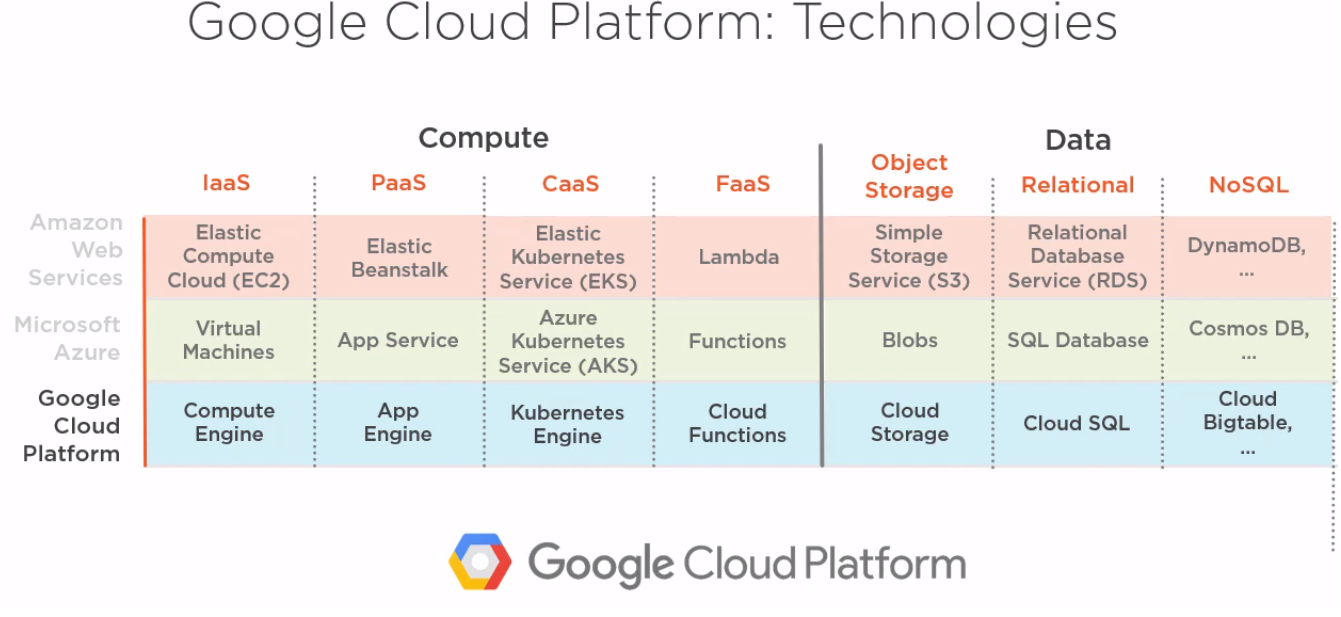 Google Cloud Platform: Technologies
Compute
Data
IaaS
PaaS
CaaS
FaaS
Object
Storage
Relational
NoSQL
Amazon
Web
Services
Elastic
Compute
Cloud (EC2)
Elastic
Beanstalk
Elastic
Kubernetes
Service (EKS)
Lambda
Simple
Storage
Service (S3)
Relational
Database
Service (RDS)
DynamoDB,
...
Microsoft
Azure
Virtual
Machines
App Service
Azure
Kubernetes
Service (AKS)
Functions
Blobs
SQL Database
Cosmos DB,
...
Google
Cloud
Platform
Compute
Engine
App
Engine
Kubernetes
Engine
Cloud
Functions
Cloud
Storage
Cloud SQL
Cloud
Bigtable,
...
Google Cloud Platform